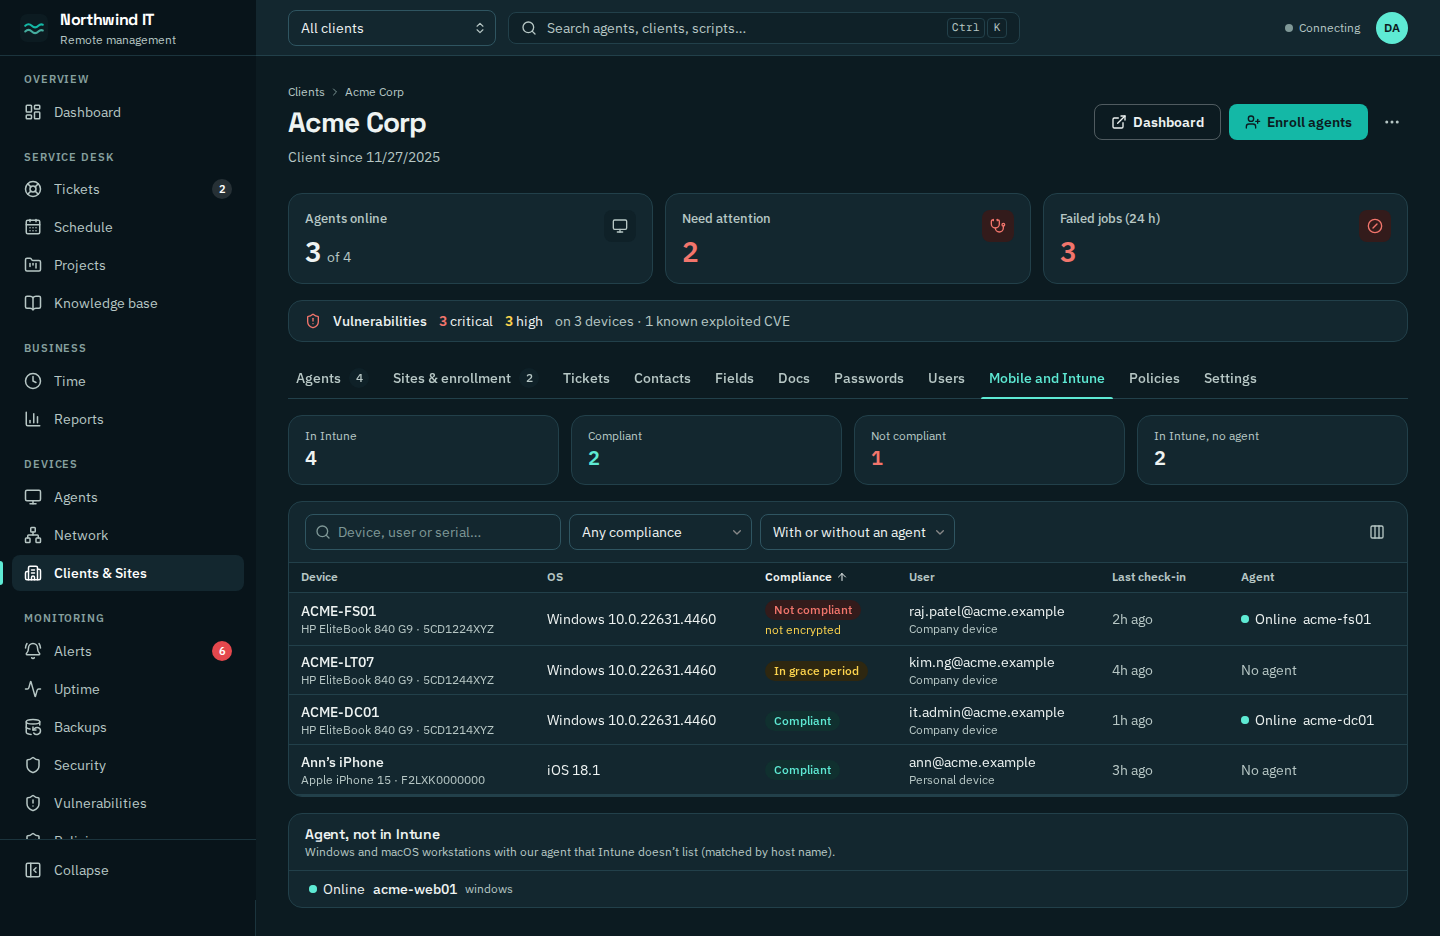 Northwind IT
Remote management
OVERVIEW
Dashboard
SERVICE DESK
Tickets 2
Schedule
Projects
Knowledge base
BUSINESS
Time
Reports
DEVICES
Agents
Network
Clients & Sites
MONITORING
Alerts 6
Uptime
Backups
Security
Vulnerabilities
Collapse
All clients
Search agents, clients, scripts... Ctrl K
Connecting DA
Clients > Acme Corp
Acme Corp
Client since 11/27/2025
Dashboard
Enroll agents
Agents online
3 of 4
Need attention
2
Failed jobs (24 h)
3
Vulnerabilities 3 critical 3 high on 3 devices · 1 known exploited CVE
Agents 4 Sites & enrollment 2 Tickets Contacts Fields Docs Passwords Users Mobile and Intune Policies Settings
In Intune
4
Compliant
2
Not compliant
1
In Intune, no agent
2
Device, user or serial... Any compliance With or without an agent
Device OS Compliance ↑ User Last check-in Agent
ACME-FS01
HP EliteBook 840 G9 · 5CD1224XYZ
Windows 10.0.22631.4460
Not compliant
not encrypted
raj.patel@acme.example
Company device
2h ago
Online acme-fs01
ACME-LT07
HP EliteBook 840 G9 · 5CD1244XYZ
Windows 10.0.22631.4460
In grace period
kim.ng@acme.example
Company device
4h ago
No agent
ACME-DC01
HP EliteBook 840 G9 · 5CD1214XYZ
Windows 10.0.22631.4460
Compliant
it.admin@acme.example
Company device
1h ago
Online acme-dc01
Ann's iPhone
Apple iPhone 15 · F2LXK0000000
iOS 18.1
Compliant
ann@acme.example
Personal device
3h ago
No agent
Agent, not in Intune
Windows and macOS workstations with our agent that Intune doesn't list (matched by host name).
Online acme-web01 windows